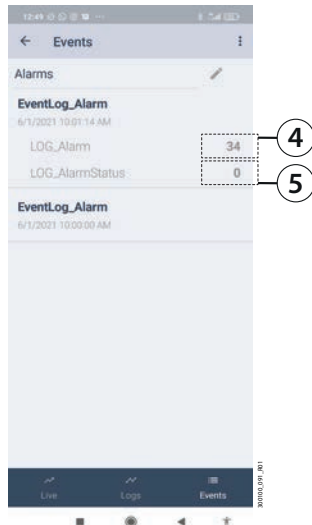 12:49
Events
Alarms
EventLog_Alarm
6/1/2021 10:01:14 AM
LOG_Alarm 34
LOG_AlarmStatus 0
EventLog_Alarm
6/1/2021 10:00:00 AM
4
5
Live Logs Events